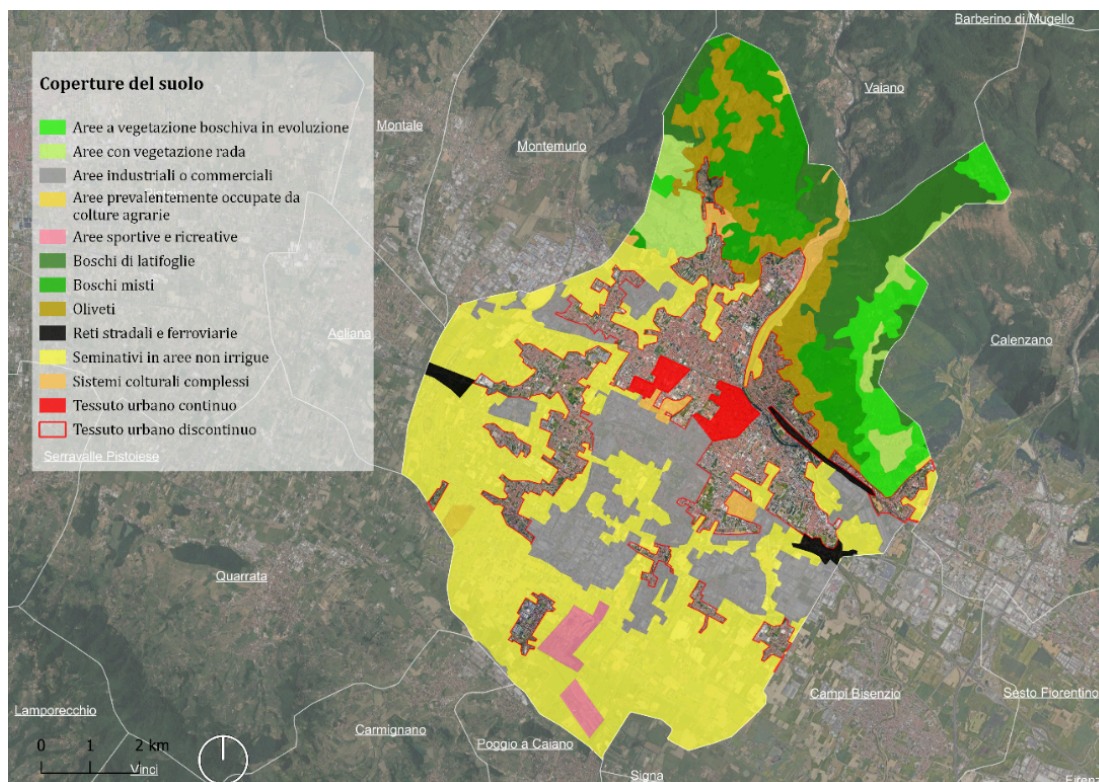 Barberino di Mugello
Coperture del suolo
Vaiano
Aree a vegetazione boschiva in evoluzione
Montale
Aree con vegetazione rada
Montemurlo
Aree industriali o commerciali
Aree prevalentemente occupate da
colture agrarie
Aree sportive e ricreative
Boschi di latifoglie
Boschi misti
Oliveti
Reti stradali e ferroviarie
Agliana
Calenzano
Seminativi in aree non irrigue
Sistemi colturali complessi
Tessuto urbano continuo
Tessuto urbano discontinuo
Serravalle Pistoiese
Quarrata
Campi Bisenzio
Sesto Fiorentino
Lamporecchio
Carmignano
Poggio a Caiano
0 1 2 km
Vinci
Signa